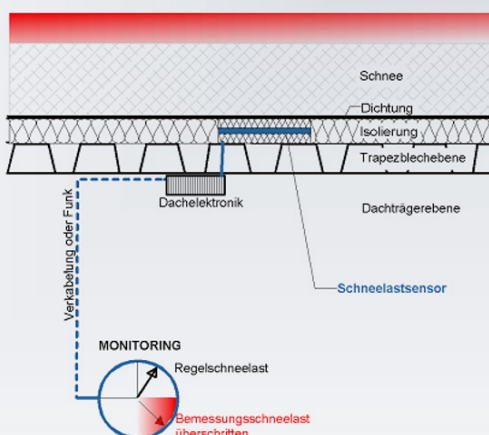 Schnee
Dichtung
Isolierung
Trapezblechebene
Dachelektronik
Dachträgerebene
Verkabelung oder Funk
Schneelastsensor
MONITORING
Regelschneelast
Bemessungsschneelast
überschritten